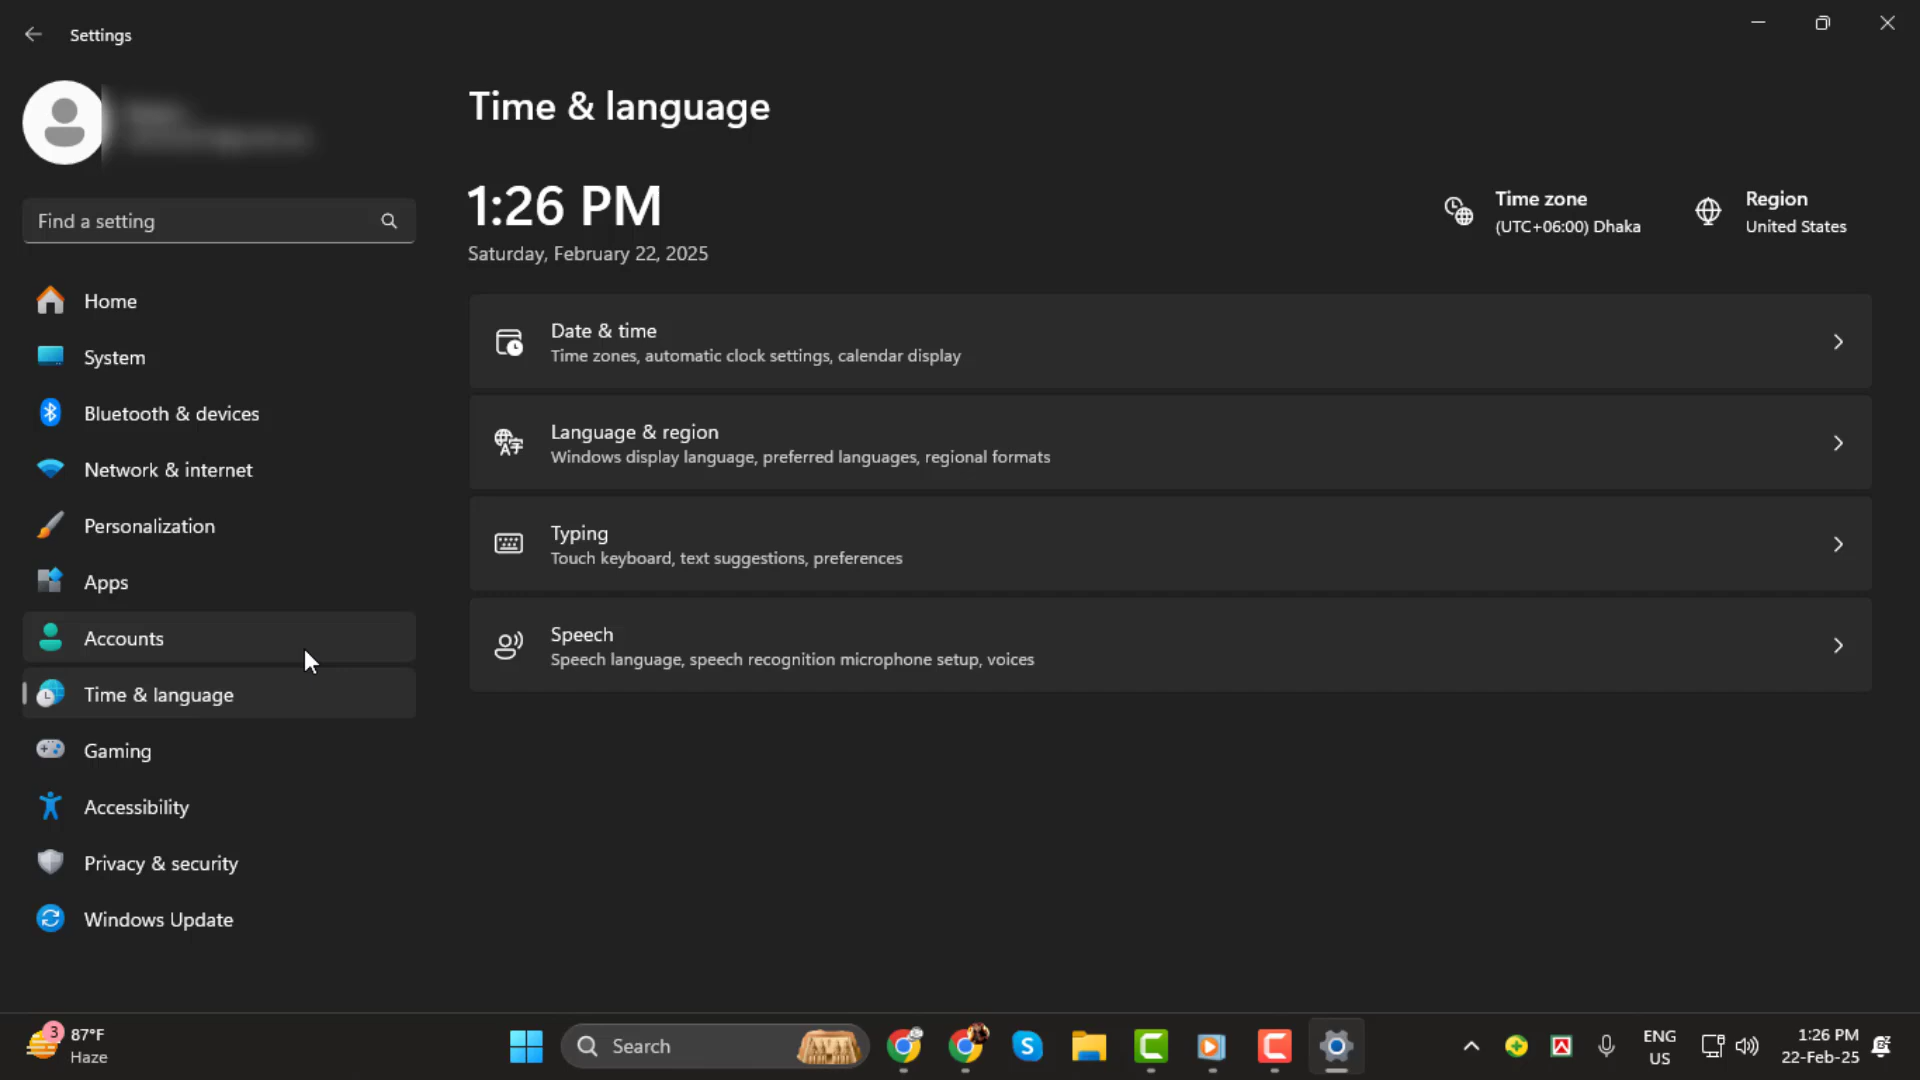 Settings
Find a setting
Home
System
Bluetooth & devices
Network & internet
Personalization
Apps
Accounts
Time & language
Gaming
Accessibility
Privacy & security
Windows Update
Time & language
1:26 PM
Saturday, February 22, 2025
Time zone
(UTC+06:00) Dhaka
Region
United States
Date & time
Time zones, automatic clock settings, calendar display
Language & region
Windows display language, preferred languages, regional formats
Typing
Touch keyboard, text suggestions, preferences
Speech
Speech language, speech recognition microphone setup, voices
3
87°F
Haze
Search
ENG
US
1:26 PM
22-Feb-25